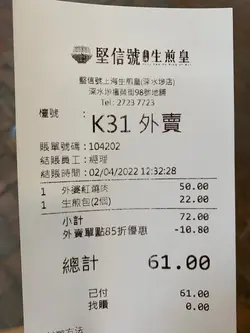 堅信號上海生煎皇
堅信號上海生煎皇(深水埗店)
深水埗福榮街98號地舖
Tel: 2723 7723
檯號:
K31 外賣
賬單號碼: 104202
結賬員工: 經理
結賬時間: 02/04/2022 12:32:28
1 外婆紅燒肉 50.00
1 生煎包(2個) 22.00
小計 72.00
外賣單點85折優惠 -10.80
總計 61.00
已付 61.00
找贖 0.00